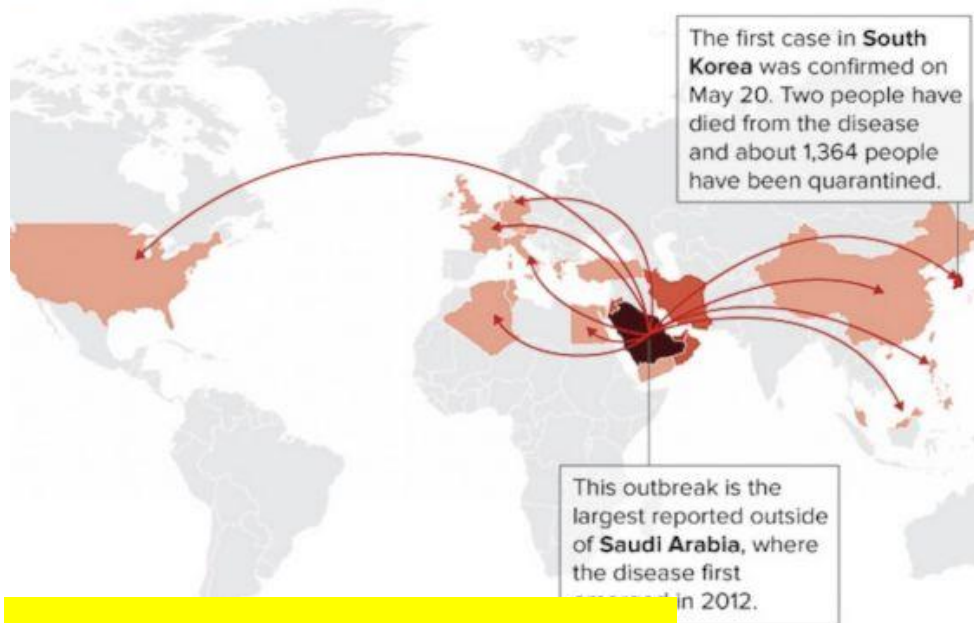 The first case in South
Korea was confirmed on
May 20. Two people have
died from the disease
and about 1,364 people
have been quarantined.
This outbreak is the
largest reported outside
of Saudi Arabia, where
the disease first
in 2012.